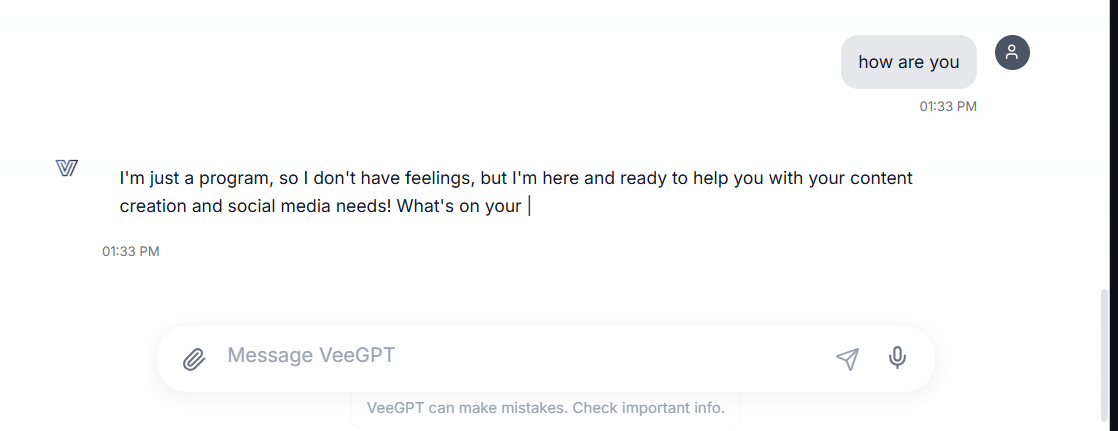 how are you
01:33 PM
I'm just a program, so I don't have feelings, but I'm here and ready to help you with your content
creation and social media needs! What's on your
01:33 PM
Message VeeGPT
VeeGPT can make mistakes. Check important info.